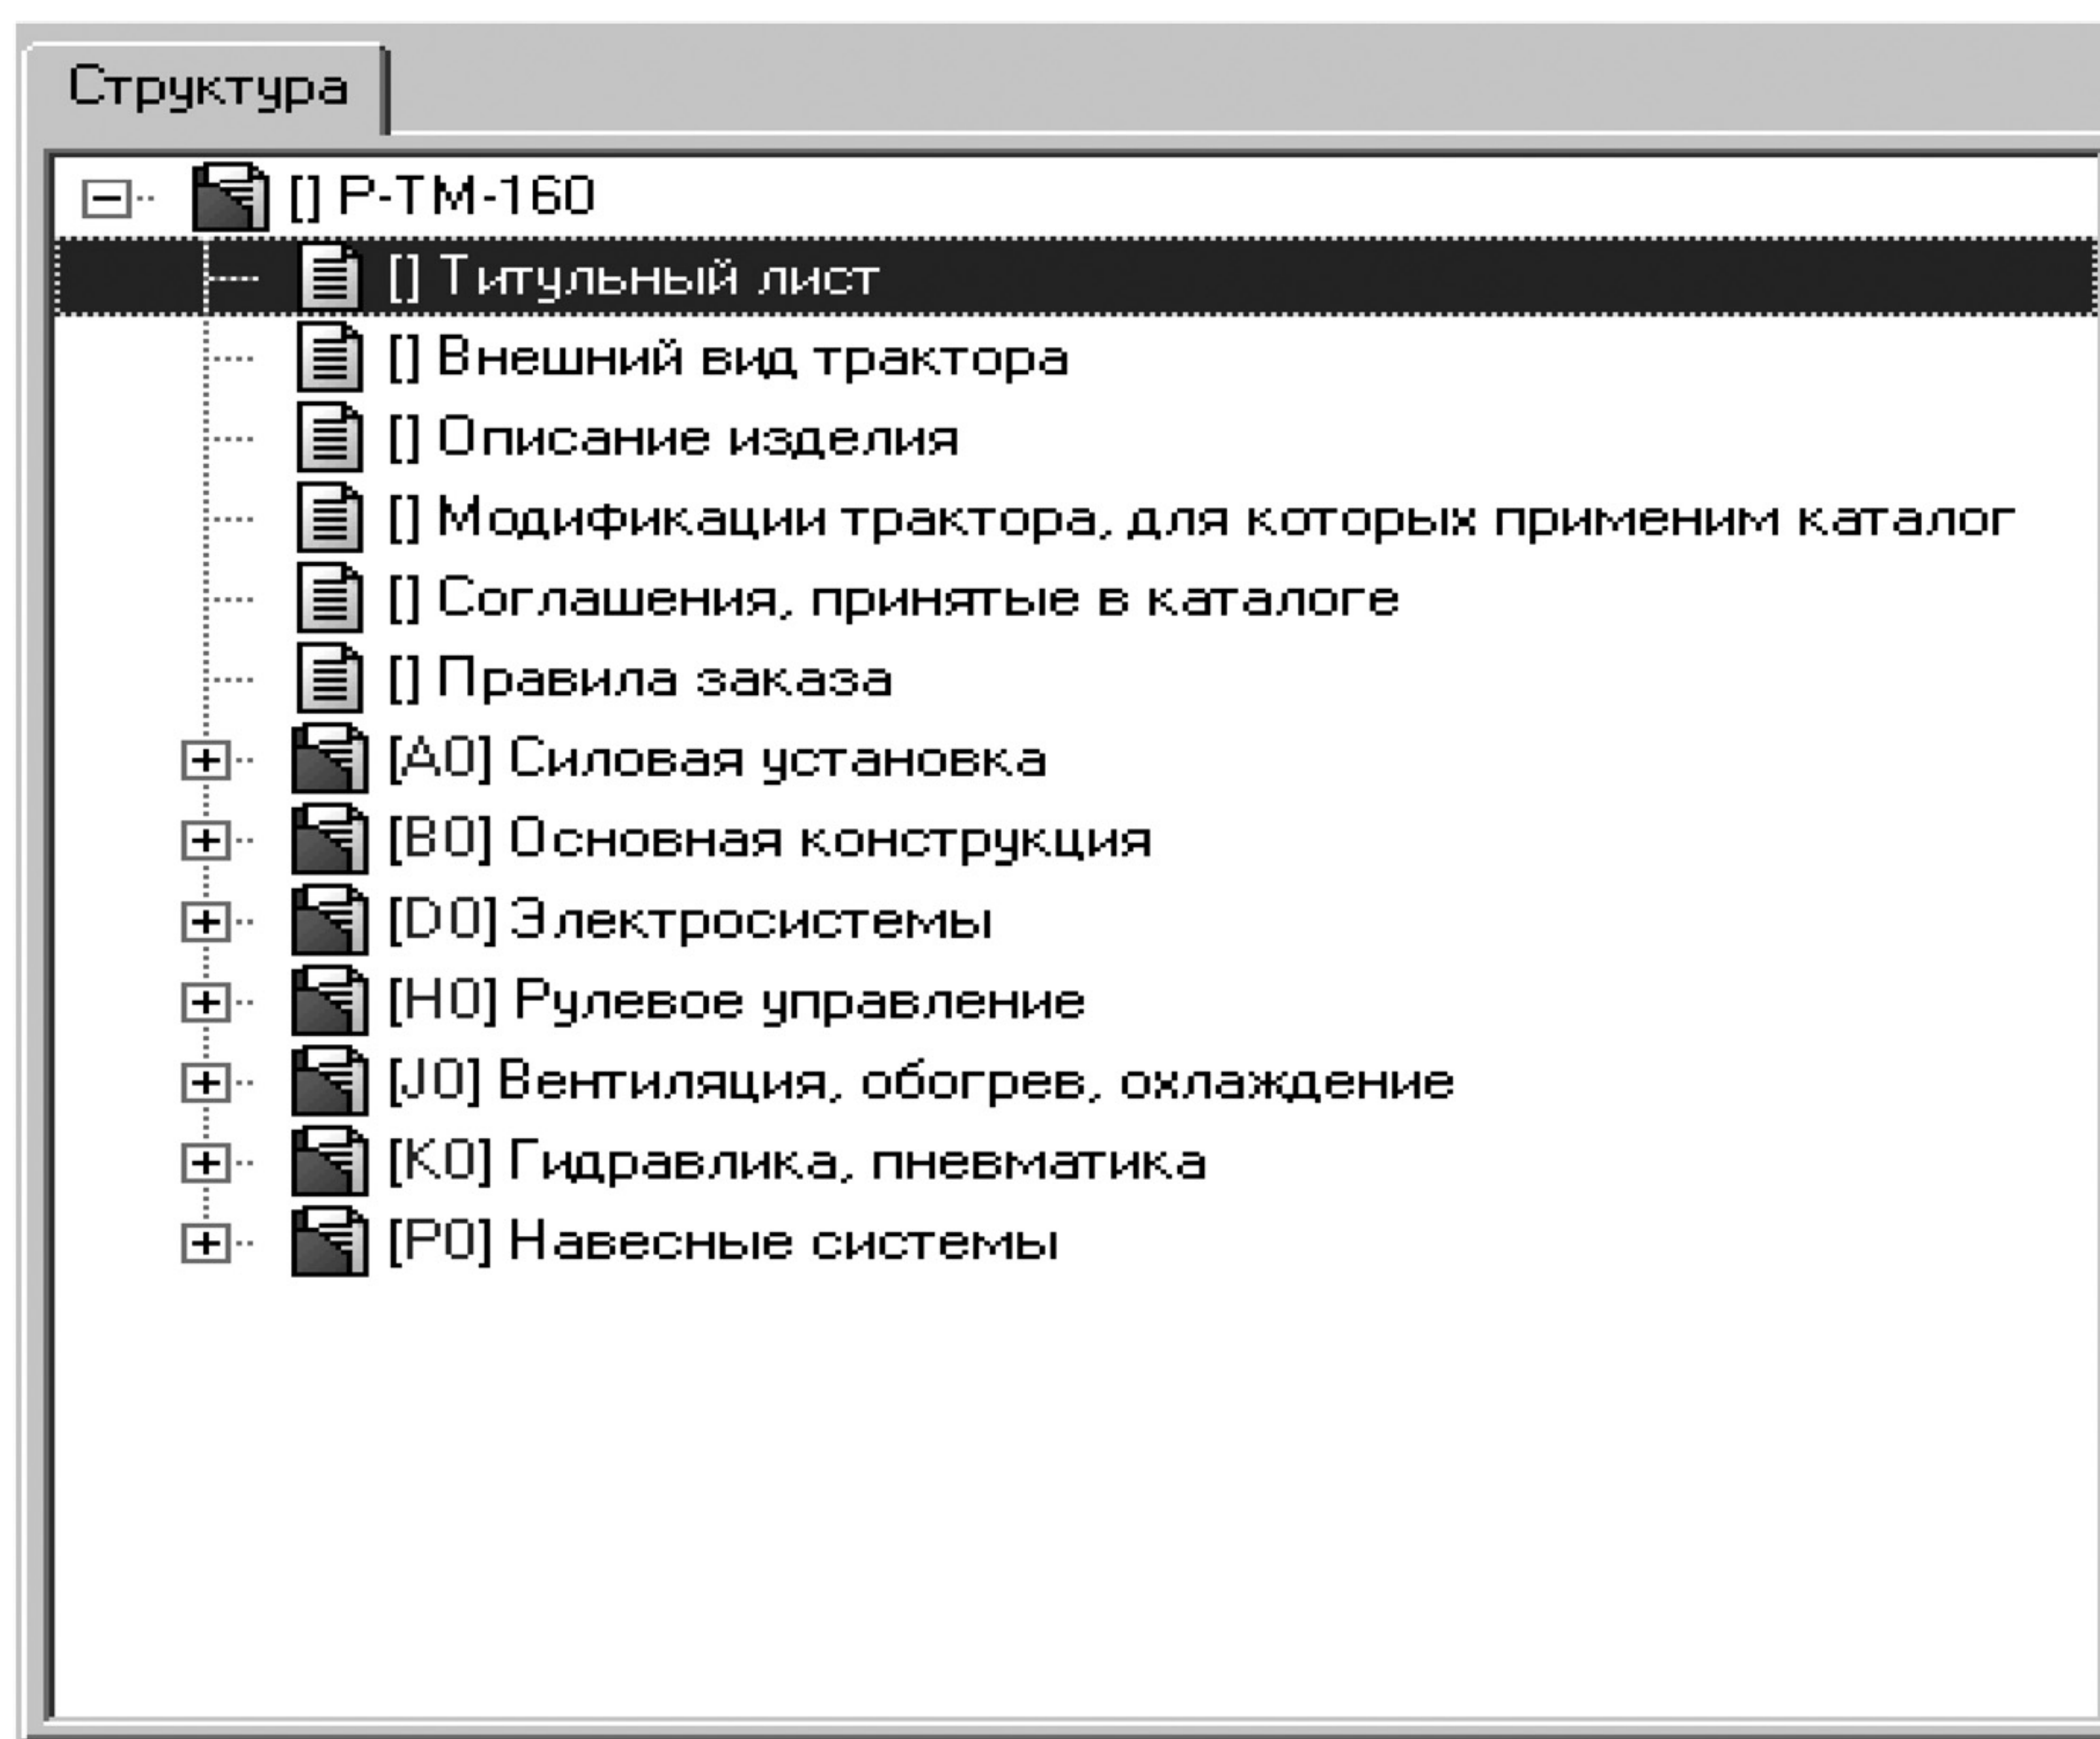 Структура
[] Р-ТМ-160
[] Титульный лист
[] Внешний вид трактора
[] Описание изделия
[] Модификации трактора, для которых применим каталог
[] Соглашения, принятые в каталоге
[] Правила заказа
[A0] Силовая установка
[B0] Основная конструкция
[D0] Электросистемы
[H0] Рулевое управление
[J0] Вентиляция, обогрев, охлаждение
[K0] Гидравлика, пневматика
[P0] Навесные системы